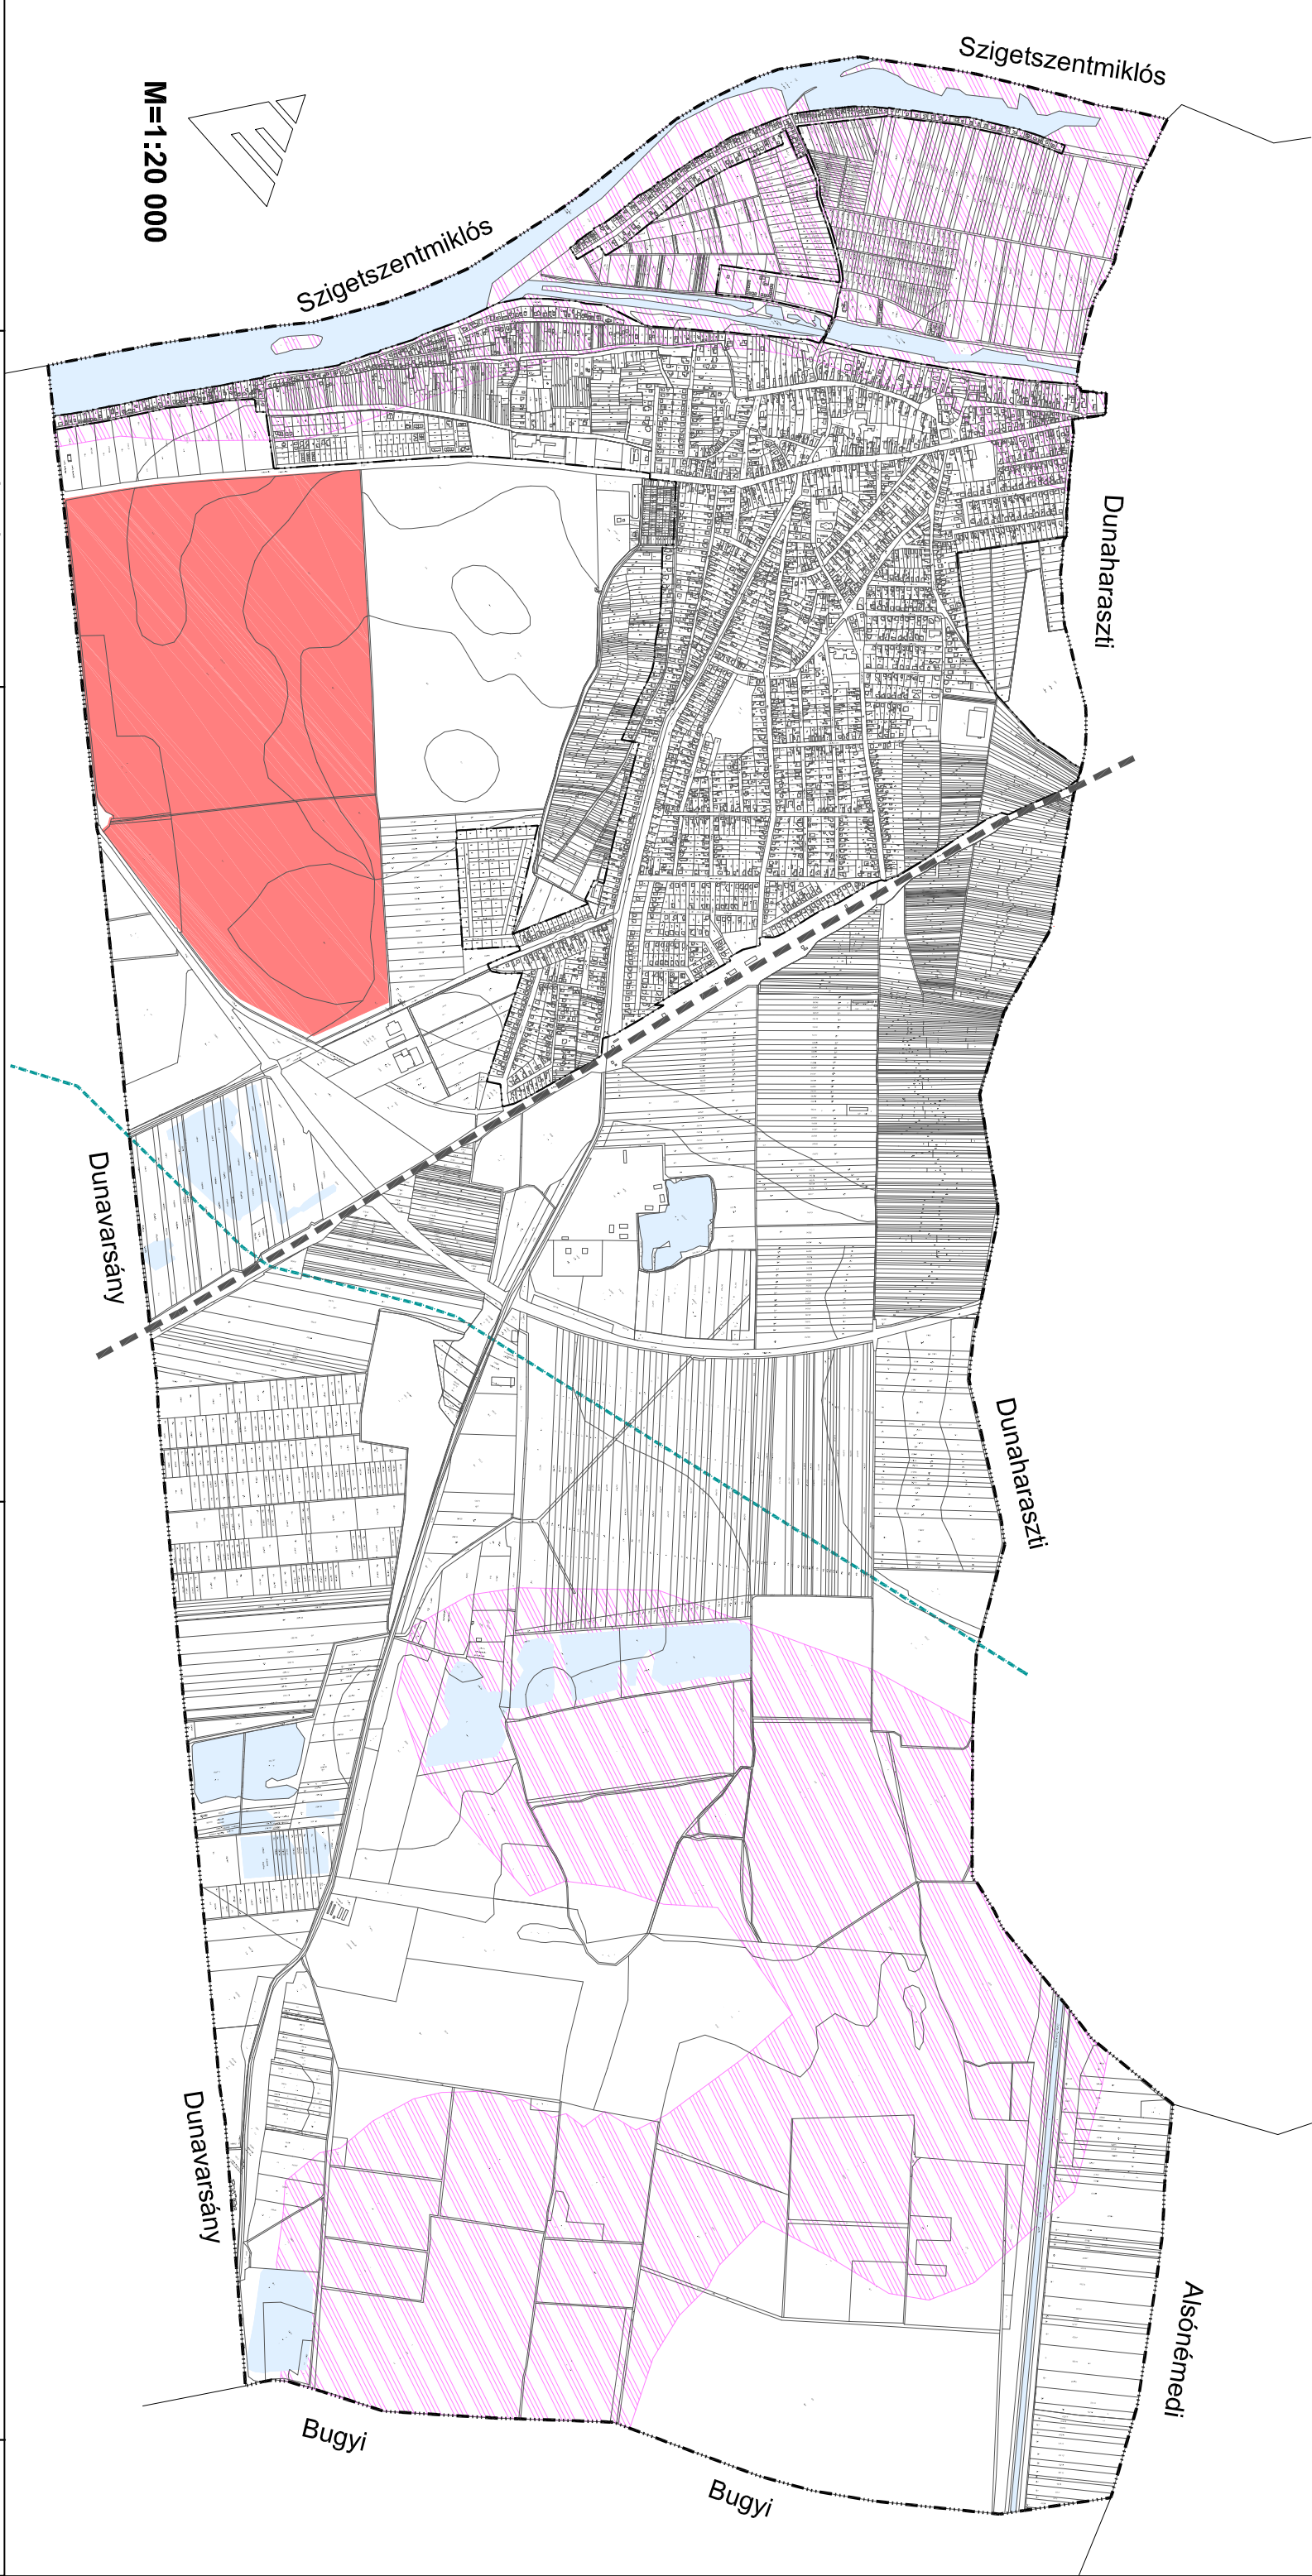 Szigetszentmiklós
M=1:20 000
Szigetszentmiklós
Dunaharaszti
Dunavarsány
Dunaharaszti
Dunavarsány
Alsónémedi
Bugyi
Bugyi